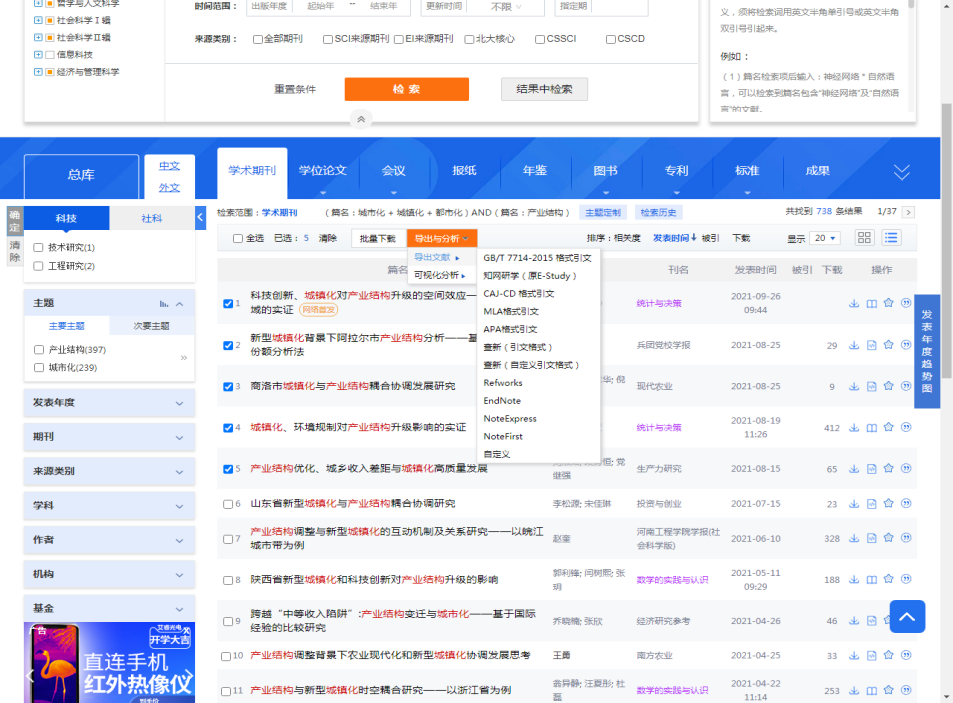 哲学与人文科学
社会科学Ⅰ辑
社会科学Ⅱ辑
信息科技
经济与管理科学
时间范围： 出版年度 起始年 -- 结束年 更新时间 不限 指定期
来源类别： 全部期刊 SCI来源期刊 EI来源期刊 北大核心 CSSCI CSCD
重置条件 检索 结果中检索
义，须将检索词用英文半角单引号或英文半角
双引号引起来。
例如：
（1）篇名检索项后输入：神经网络 * 自然语
言，可以检索到篇名包含“神经网络”及“自然语
言”的文献。
总库 中文 外文
学术期刊 学位论文 会议 报纸 年鉴 图书 专利 标准 成果
确定
清除
科技 社科
技术研究(1)
工程研究(2)
主题
主要主题 次要主题
产业结构(397)
城市化(239)
发表年度
期刊
来源类别
学科
作者
机构
基金
广告
艾睿光电
开学大吉
直连手机
红外热像仪
检索范围：学术期刊 （篇名：城市化 + 城镇化 + 都市化）AND（篇名：产业结构） 主题定制 检索历史 共找到 738 条结果 1/37
全选 已选：5 清除 批量下载 导出与分析 排序：相关度 发表时间↓ 被引 下载 显示 20
导出文献
可视化分析
GB/T 7714-2015 格式引文
知网研学（原E-Study）
CAJ-CD 格式引文
MLA格式引文
APA格式引文
查新（引文格式）
查新（自定义引文格式）
Refworks
EndNote
NoteExpress
NoteFirst
自定义
篇名 刊名 发表时间 被引 下载 操作
1 科技创新、城镇化对产业结构升级的空间效应—
域的实证 网络首发 统计与决策 2021-09-26 09:44
2 新型城镇化背景下阿拉尔市产业结构分析——基
份额分析法 兵团党校学报 2021-08-25 29
3 商洛市城镇化与产业结构耦合协调发展研究 华; 倪 现代农业 2021-08-25 9
4 城镇化、环境规制对产业结构升级影响的实证 统计与决策 2021-08-19 11:26 412
5 产业结构优化、城乡收入差距与城镇化高质量发展 恒; 党继强 生产力研究 2021-08-15 65
6 山东省新型城镇化与产业结构耦合协调研究 李松源; 宋佳琳 投资与创业 2021-07-15 23
7 产业结构调整与新型城镇化的互动机制及关系研究——以皖江
城市带为例 赵奎 河南工程学院学报(社会科学版) 2021-06-10 328
8 陕西省新型城镇化和科技创新对产业结构升级的影响 郭利锋; 闫树熙; 张玥 数学的实践与认识 2021-05-11 09:29 188
9 跨越“中等收入陷阱”:产业结构变迁与城市化——基于国际
经验的比较研究 乔晓楠; 张欣 经济研究参考 2021-04-26 46
10 产业结构调整背景下农业现代化和新型城镇化协调发展思考 王勇 南方农业 2021-04-25 33
11 产业结构与新型城镇化时空耦合研究——以浙江省为例 翁异静; 汪夏彤; 杜磊 数学的实践与认识 2021-04-22 11:14 253
发表年度趋势图